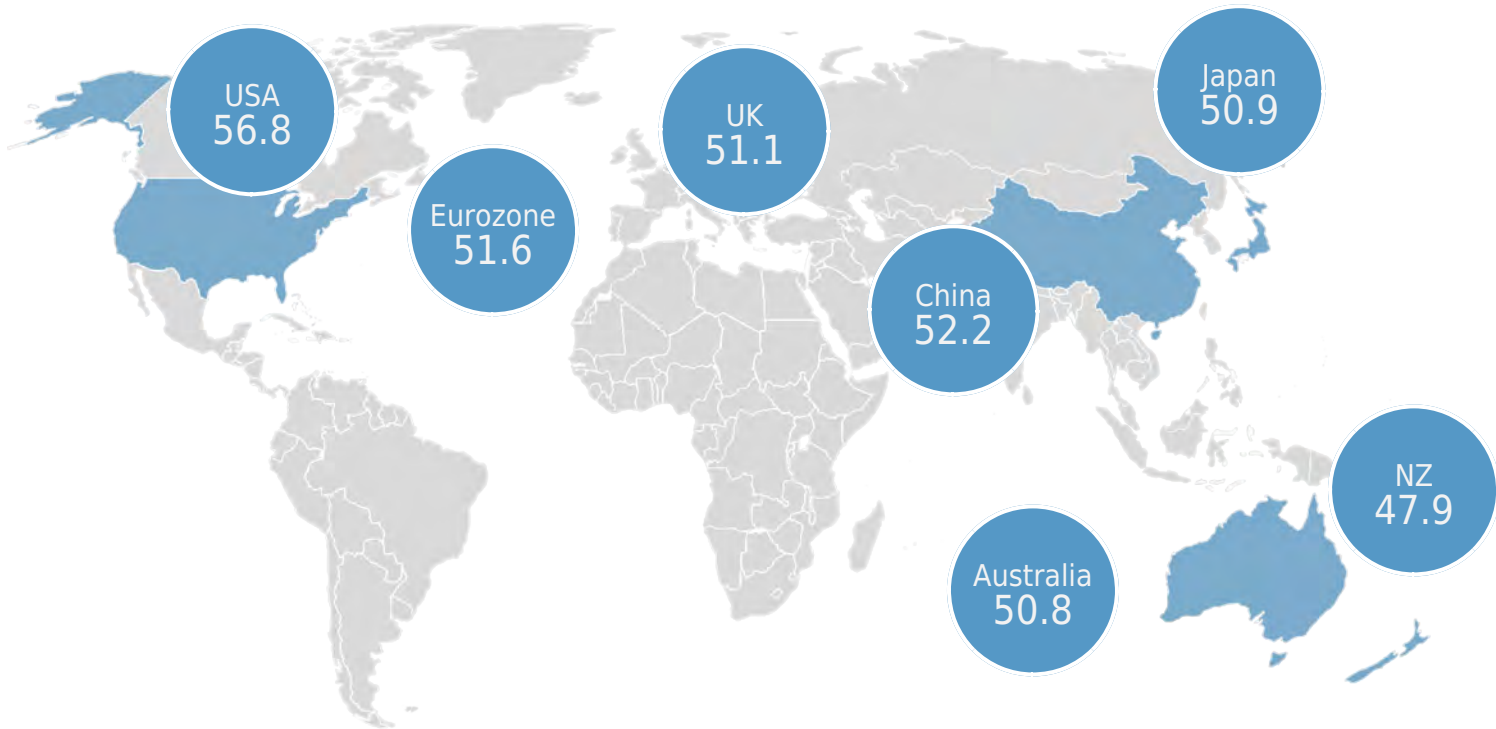 USA
56.8
Eurozone
51.6
UK
51.1
Japan
50.9
China
52.2
Australia
50.8
NZ
47.9